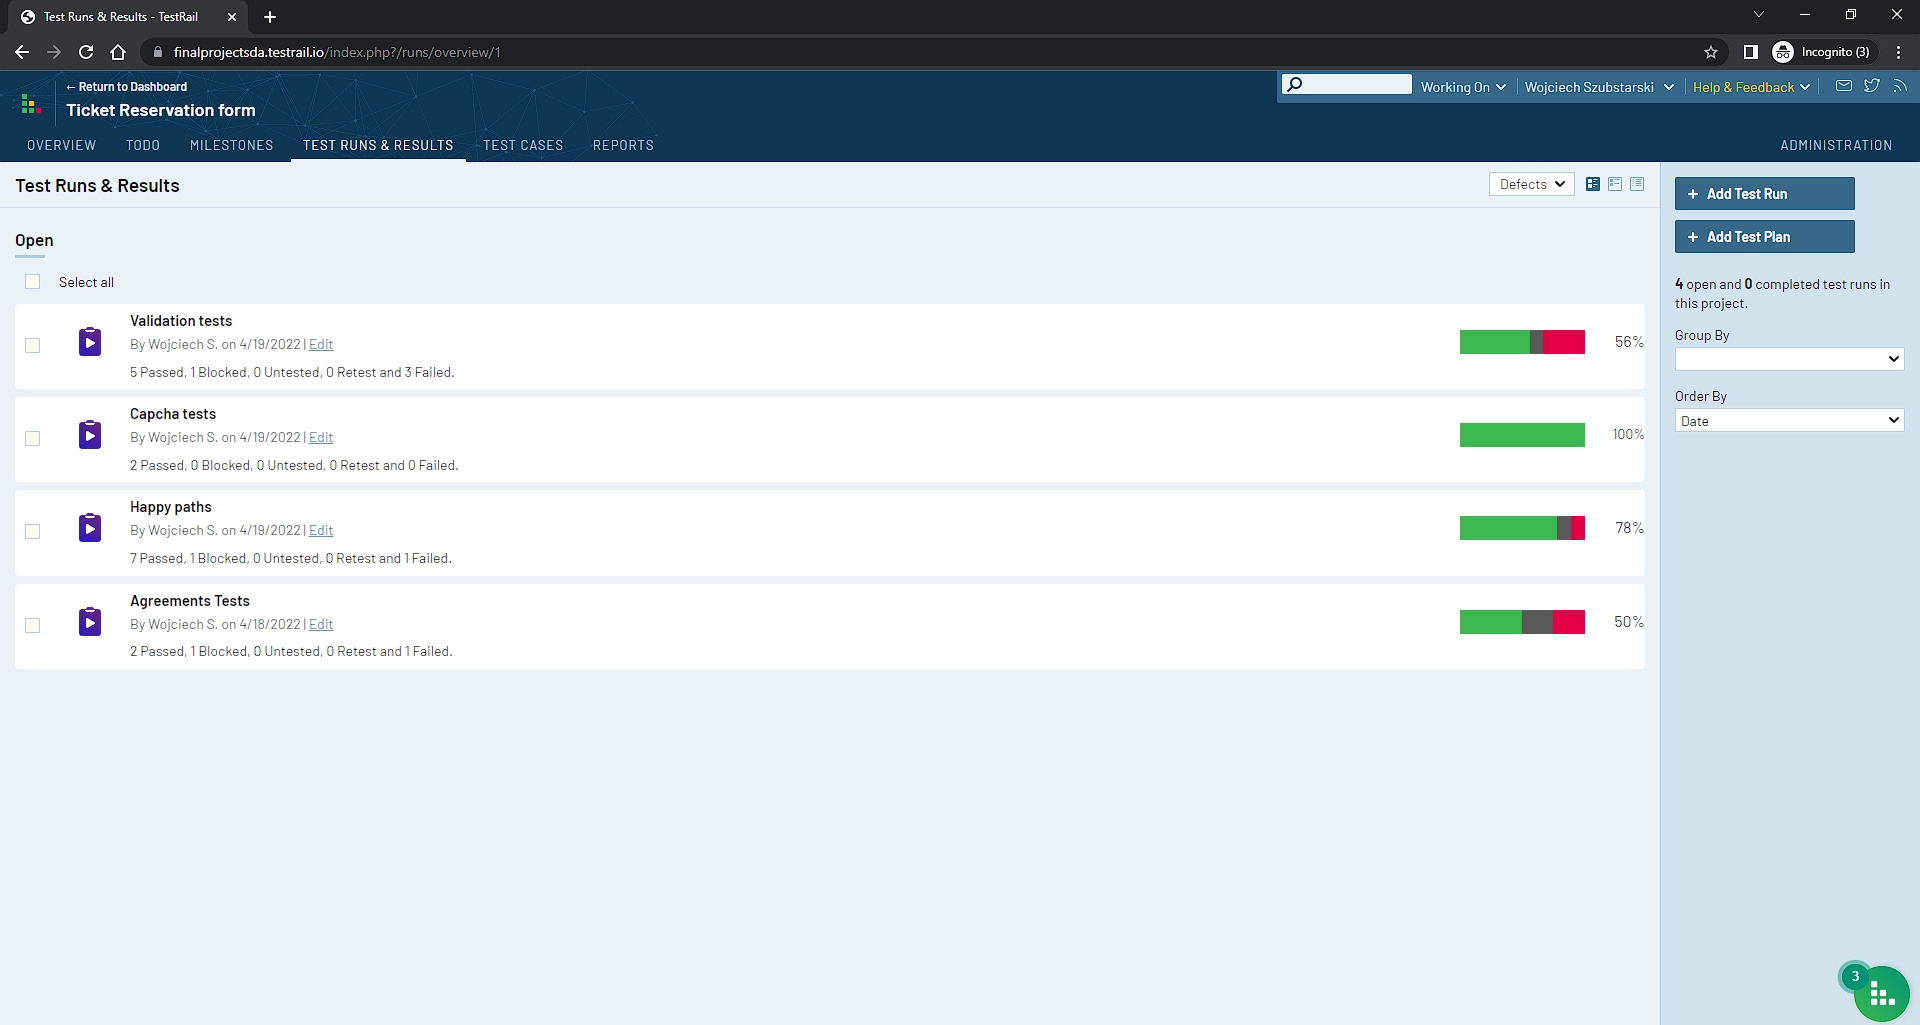 Test Runs & Results - TestRail
finalprojectsda.testrail.io/index.php?/runs/overview/1
Incognito (3)
← Return to Dashboard
Ticket Reservation form
Working On
Wojciech Szubstarski
Help & Feedback
OVERVIEW
TODO
MILESTONES
TEST RUNS & RESULTS
TEST CASES
REPORTS
ADMINISTRATION
Test Runs & Results
Defects
+ Add Test Run
+ Add Test Plan
4 open and 0 completed test runs in
this project.
Group By
Order By
Date
Open
Select all
Validation tests
By Wojciech S. on 4/19/2022 | Edit
5 Passed, 1 Blocked, 0 Untested, 0 Retest and 3 Failed.
56%
Capcha tests
By Wojciech S. on 4/19/2022 | Edit
2 Passed, 0 Blocked, 0 Untested, 0 Retest and 0 Failed.
100%
Happy paths
By Wojciech S. on 4/19/2022 | Edit
7 Passed, 1 Blocked, 0 Untested, 0 Retest and 1 Failed.
78%
Agreements Tests
By Wojciech S. on 4/18/2022 | Edit
2 Passed, 1 Blocked, 0 Untested, 0 Retest and 1 Failed.
50%
3